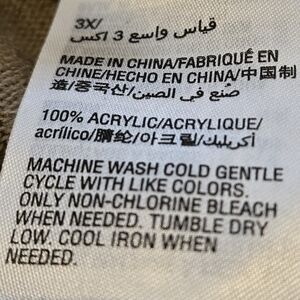 3X/ قياس واسع 3 اكس
MADE IN CHINA/FABRIQUÉ EN
CHINE/HECHO EN CHINA/中国制
造/중국산/صنع في الصين/
100% ACRYLIC/ACRYLIQUE/
acrílico/腈纶/아크릴/أكريليك/
MACHINE WASH COLD GENTLE
CYCLE WITH LIKE COLORS.
ONLY NON-CHLORINE BLEACH
WHEN NEEDED. TUMBLE DRY
LOW. COOL IRON WHEN
NEEDED.